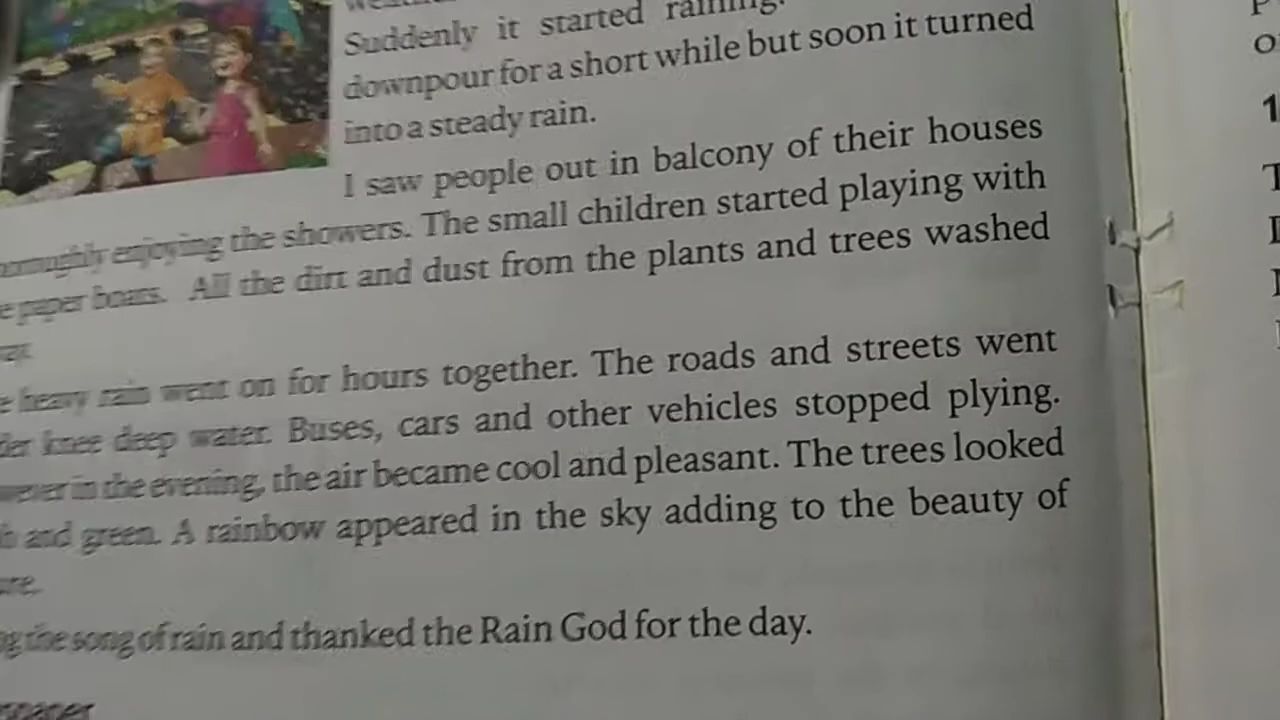 Suddenly it started raining.
downpour for a short while but soon it turned
into a steady rain.
I saw people out in balcony of their houses
enjoying the showers. The small children started playing with
paper boats. All the dirt and dust from the plants and trees washed
heavy rain went on for hours together. The roads and streets went
knee deep water. Buses, cars and other vehicles stopped plying.
in the evening, the air became cool and pleasant. The trees looked
and green. A rainbow appeared in the sky adding to the beauty of
the song of rain and thanked the Rain God for the day.